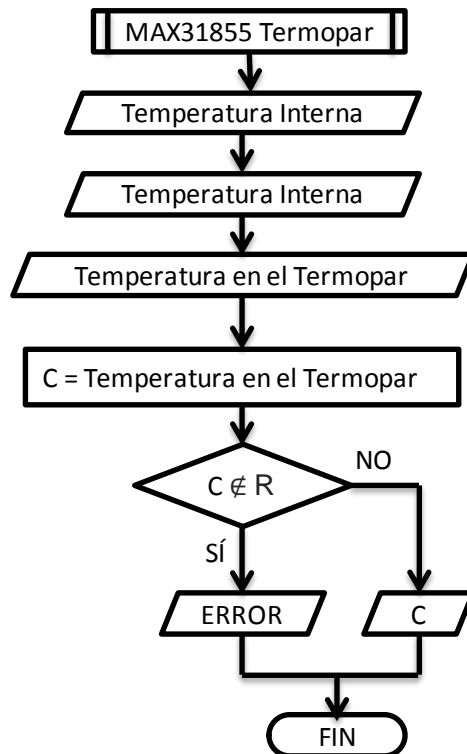 MAX31855 Termopar
Temperatura Interna
Temperatura Interna
Temperatura en el Termopar
C = Temperatura en el Termopar
C ∉ R
NO
SÍ
ERROR
C
FIN